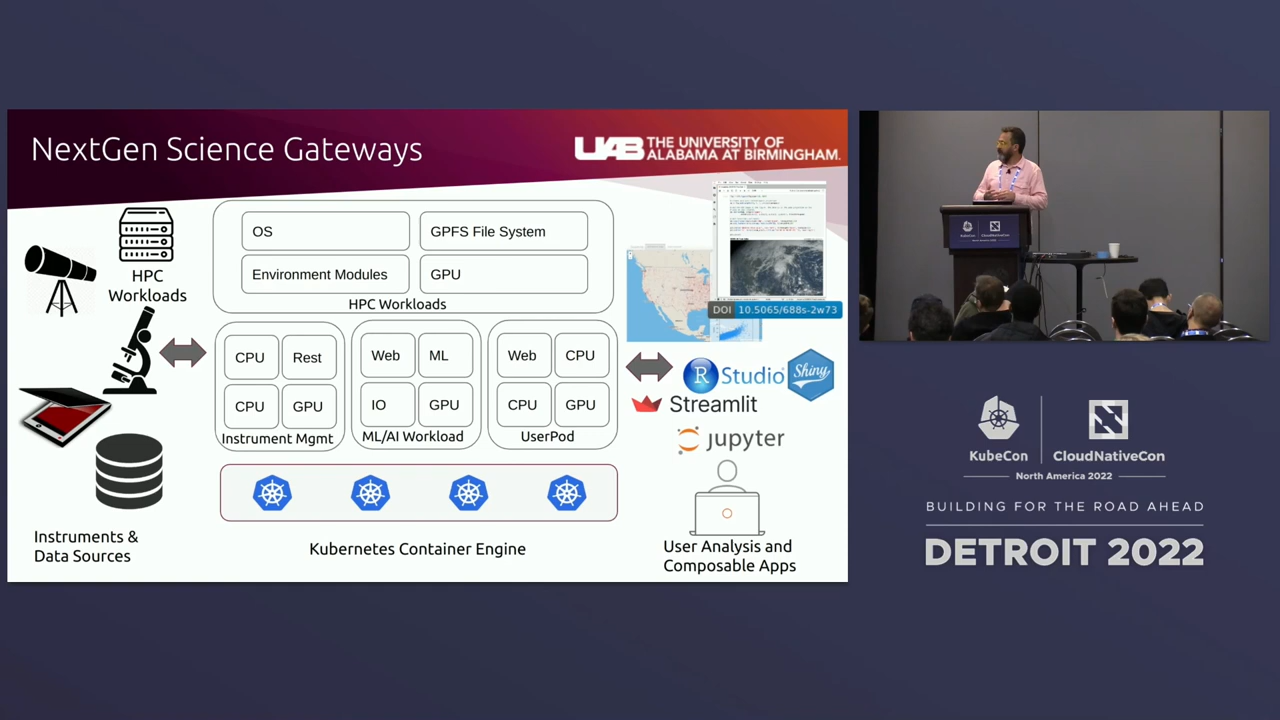 NextGen Science Gateways
UAB THE UNIVERSITY OF
ALABAMA AT BIRMINGHAM.
HPC
Workloads
OS
GPFS File System
Environment Modules
GPU
HPC Workloads
CPU
Rest
CPU
GPU
Instrument Mgmt
Web
ML
IO
GPU
ML/AI Workload
Web
CPU
CPU
GPU
UserPod
Kubernetes Container Engine
Instruments &
Data Sources
DOI 10.5065/688s-2w73
R Studio
Shiny
Streamlit
jupyter
User Analysis and
Composable Apps
KubeCon
CloudNativeCon
North America 2022
BUILDING FOR THE ROAD AHEAD
DETROIT 2022